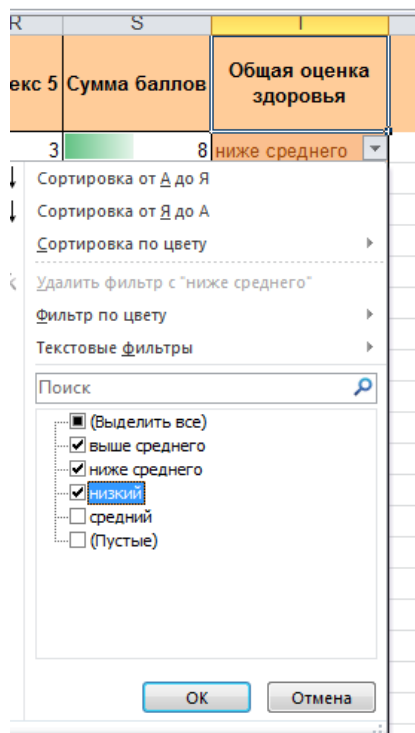 R S T
екс 5 Сумма баллов Общая оценка здоровья
3 8 ниже среднего
Сортировка от А до Я
Сортировка от Я до А
Сортировка по цвету
Удалить фильтр с "ниже среднего"
Фильтр по цвету
Текстовые фильтры
Поиск
(Выделить все)
выше среднего
ниже среднего
низкий
средний
(Пустые)
ОК Отмена